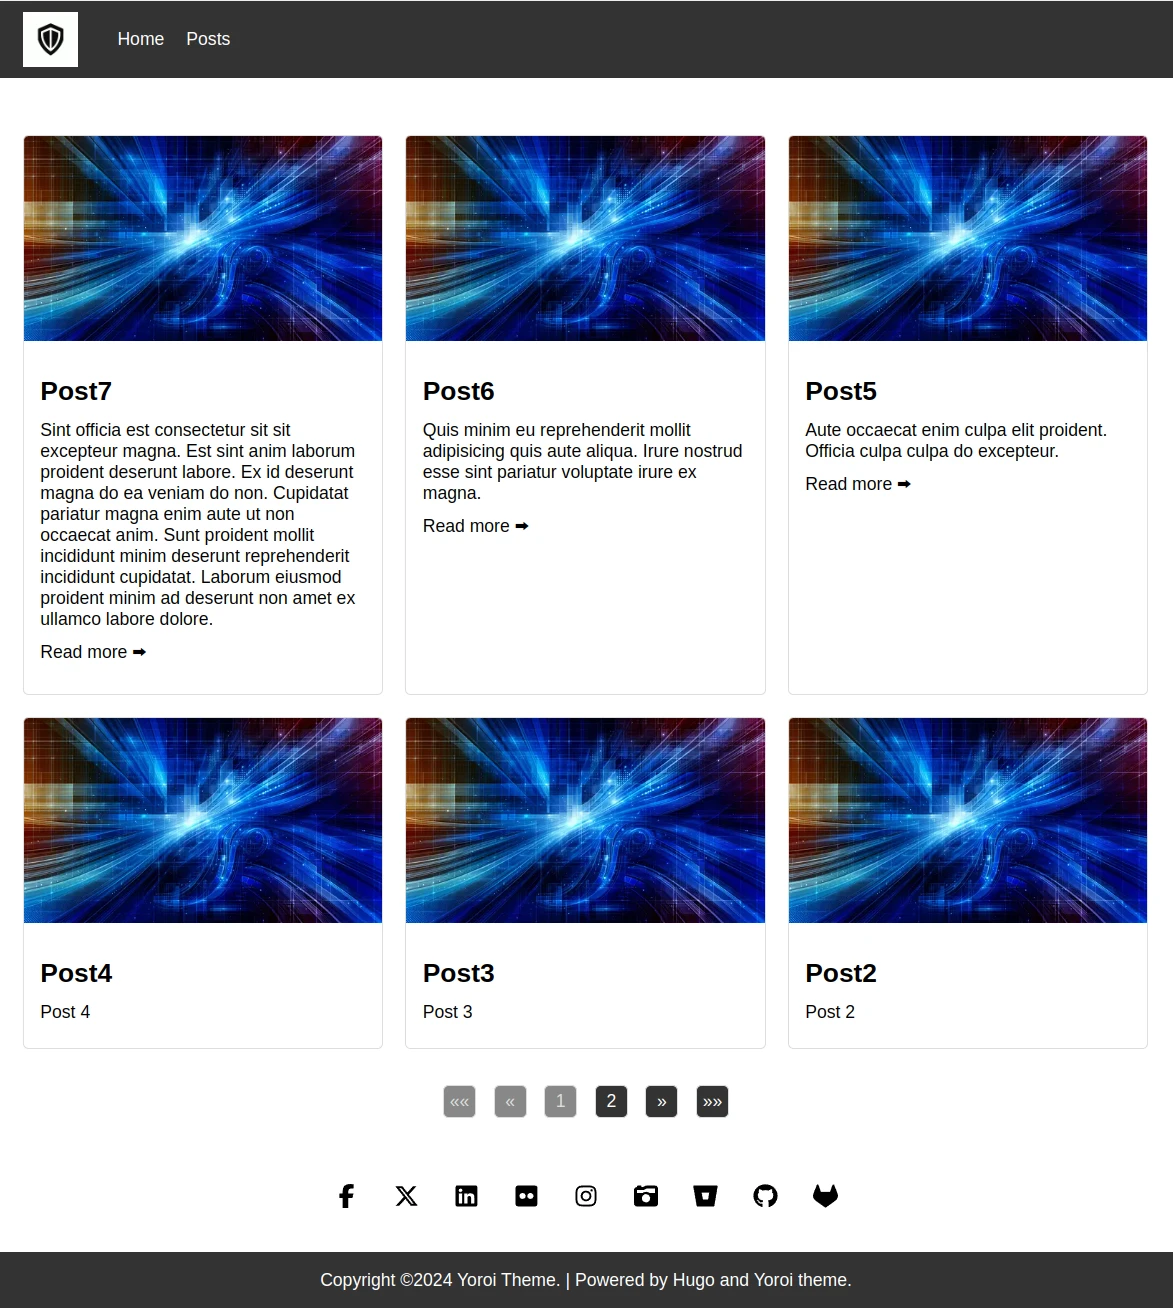 Home Posts
Post7
Sint officia est consectetur sit sit
excepteur magna. Est sint anim laborum
proident deserunt labore. Ex id deserunt
magna do ea veniam do non. Cupidatat
pariatur magna enim aute ut non
occaecat anim. Sunt proident mollit
incididunt minim deserunt reprehenderit
incididunt cupidatat. Laborum eiusmod
proident minim ad deserunt non amet ex
ullamco labore dolore.
Read more ➡
Post6
Quis minim eu reprehenderit mollit
adipisicing quis aute aliqua. Irure nostrud
esse sint pariatur voluptate irure ex
magna.
Read more ➡
Post5
Aute occaecat enim culpa elit proident.
Officia culpa culpa do excepteur.
Read more ➡
Post4
Post 4
Post3
Post 3
Post2
Post 2
«« « 1 2 » »»
Copyright ©2024 Yoroi Theme. | Powered by Hugo and Yoroi theme.